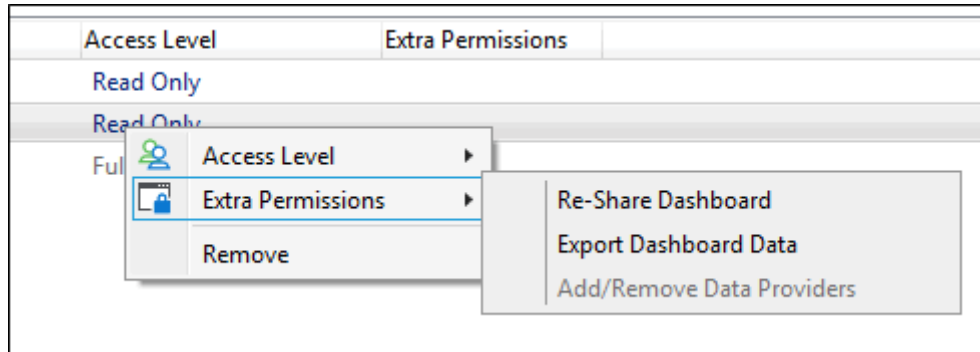 Access Level Extra Permissions
Read Only
Read Only
Ful
Access Level
Extra Permissions
Remove
Re-Share Dashboard
Export Dashboard Data
Add/Remove Data Providers